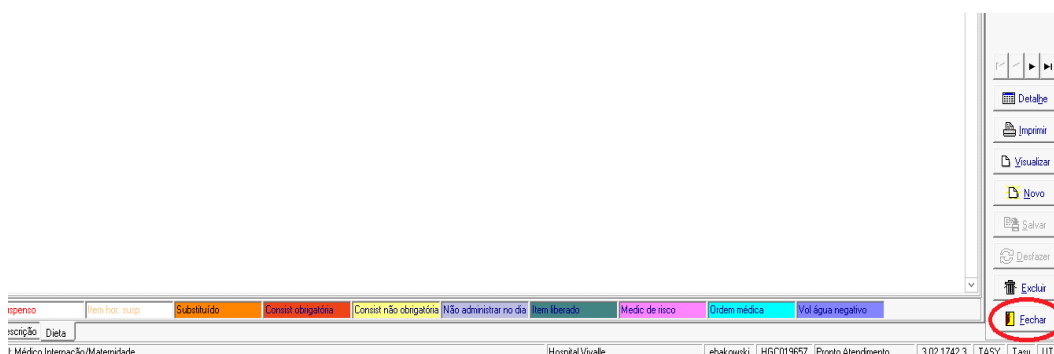 Detalhe
Imprimir
Visualizar
Novo
Salvar
Desfazer
Excluir
Fechar
spenso Item hor. susp. Substituído Consist obrigatória Consist não obrigatória Não administrar no dia Item liberado Medic de risco Ordem médica Vol água negativo
escrição Dieta
: Médico Internação/Maternidade Hospital Vivalle ebakowski HGC019657 Pronto Atendimento 3.02.1742.3 TASY Tasy UT